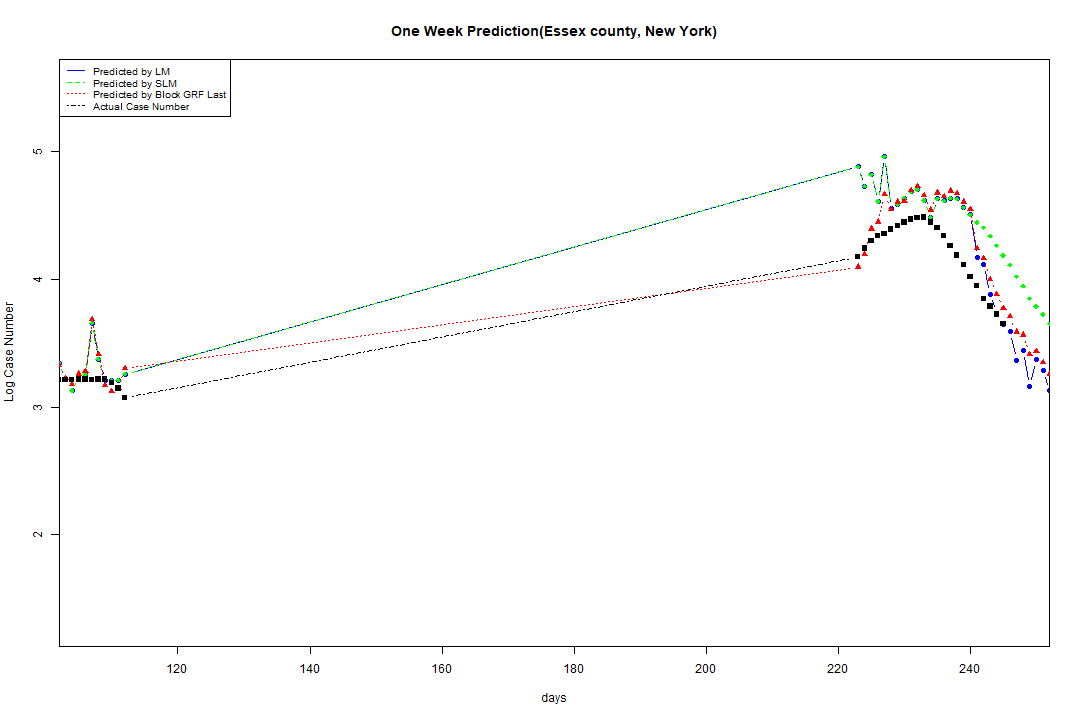 One Week Prediction(Essex county, New York)
Predicted by LM
Predicted by SLM
Predicted by Block GRF Last
Actual Case Number
Log Case Number
5
4
3
2
120 140 160 180 200 220 240
days